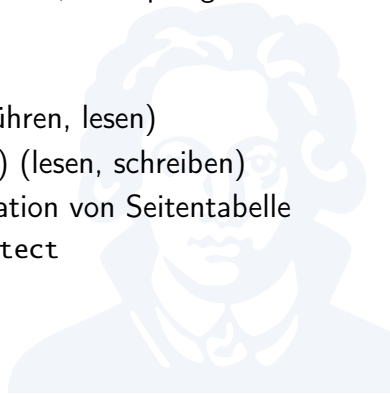 ühren, lesen)
) (lesen, schreiben)
ation von Seitentabelle
tect